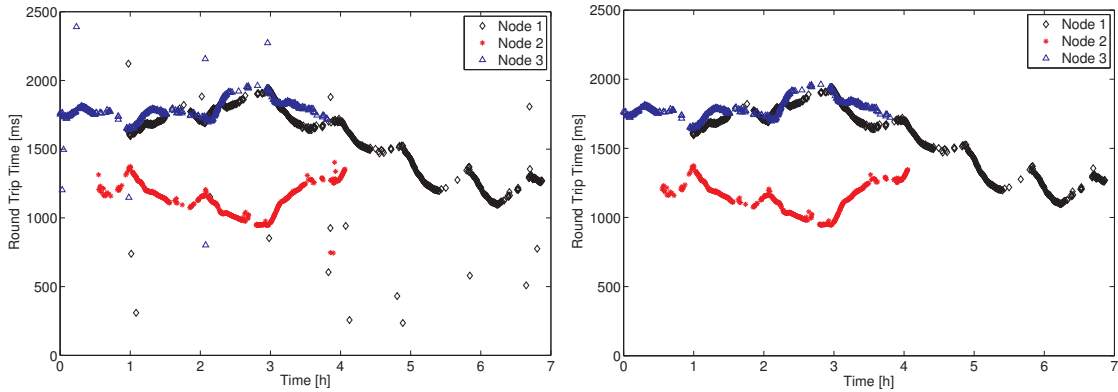 2500
2000
1500
1000
500
0
Round Trip Time [ms]
0 1 2 3 4 5 6 7
Time [h]
Node 1
Node 2
Node 3
2500
2000
1500
1000
500
0
Round Trip Time [ms]
0 1 2 3 4 5 6 7
Time [h]
Node 1
Node 2
Node 3